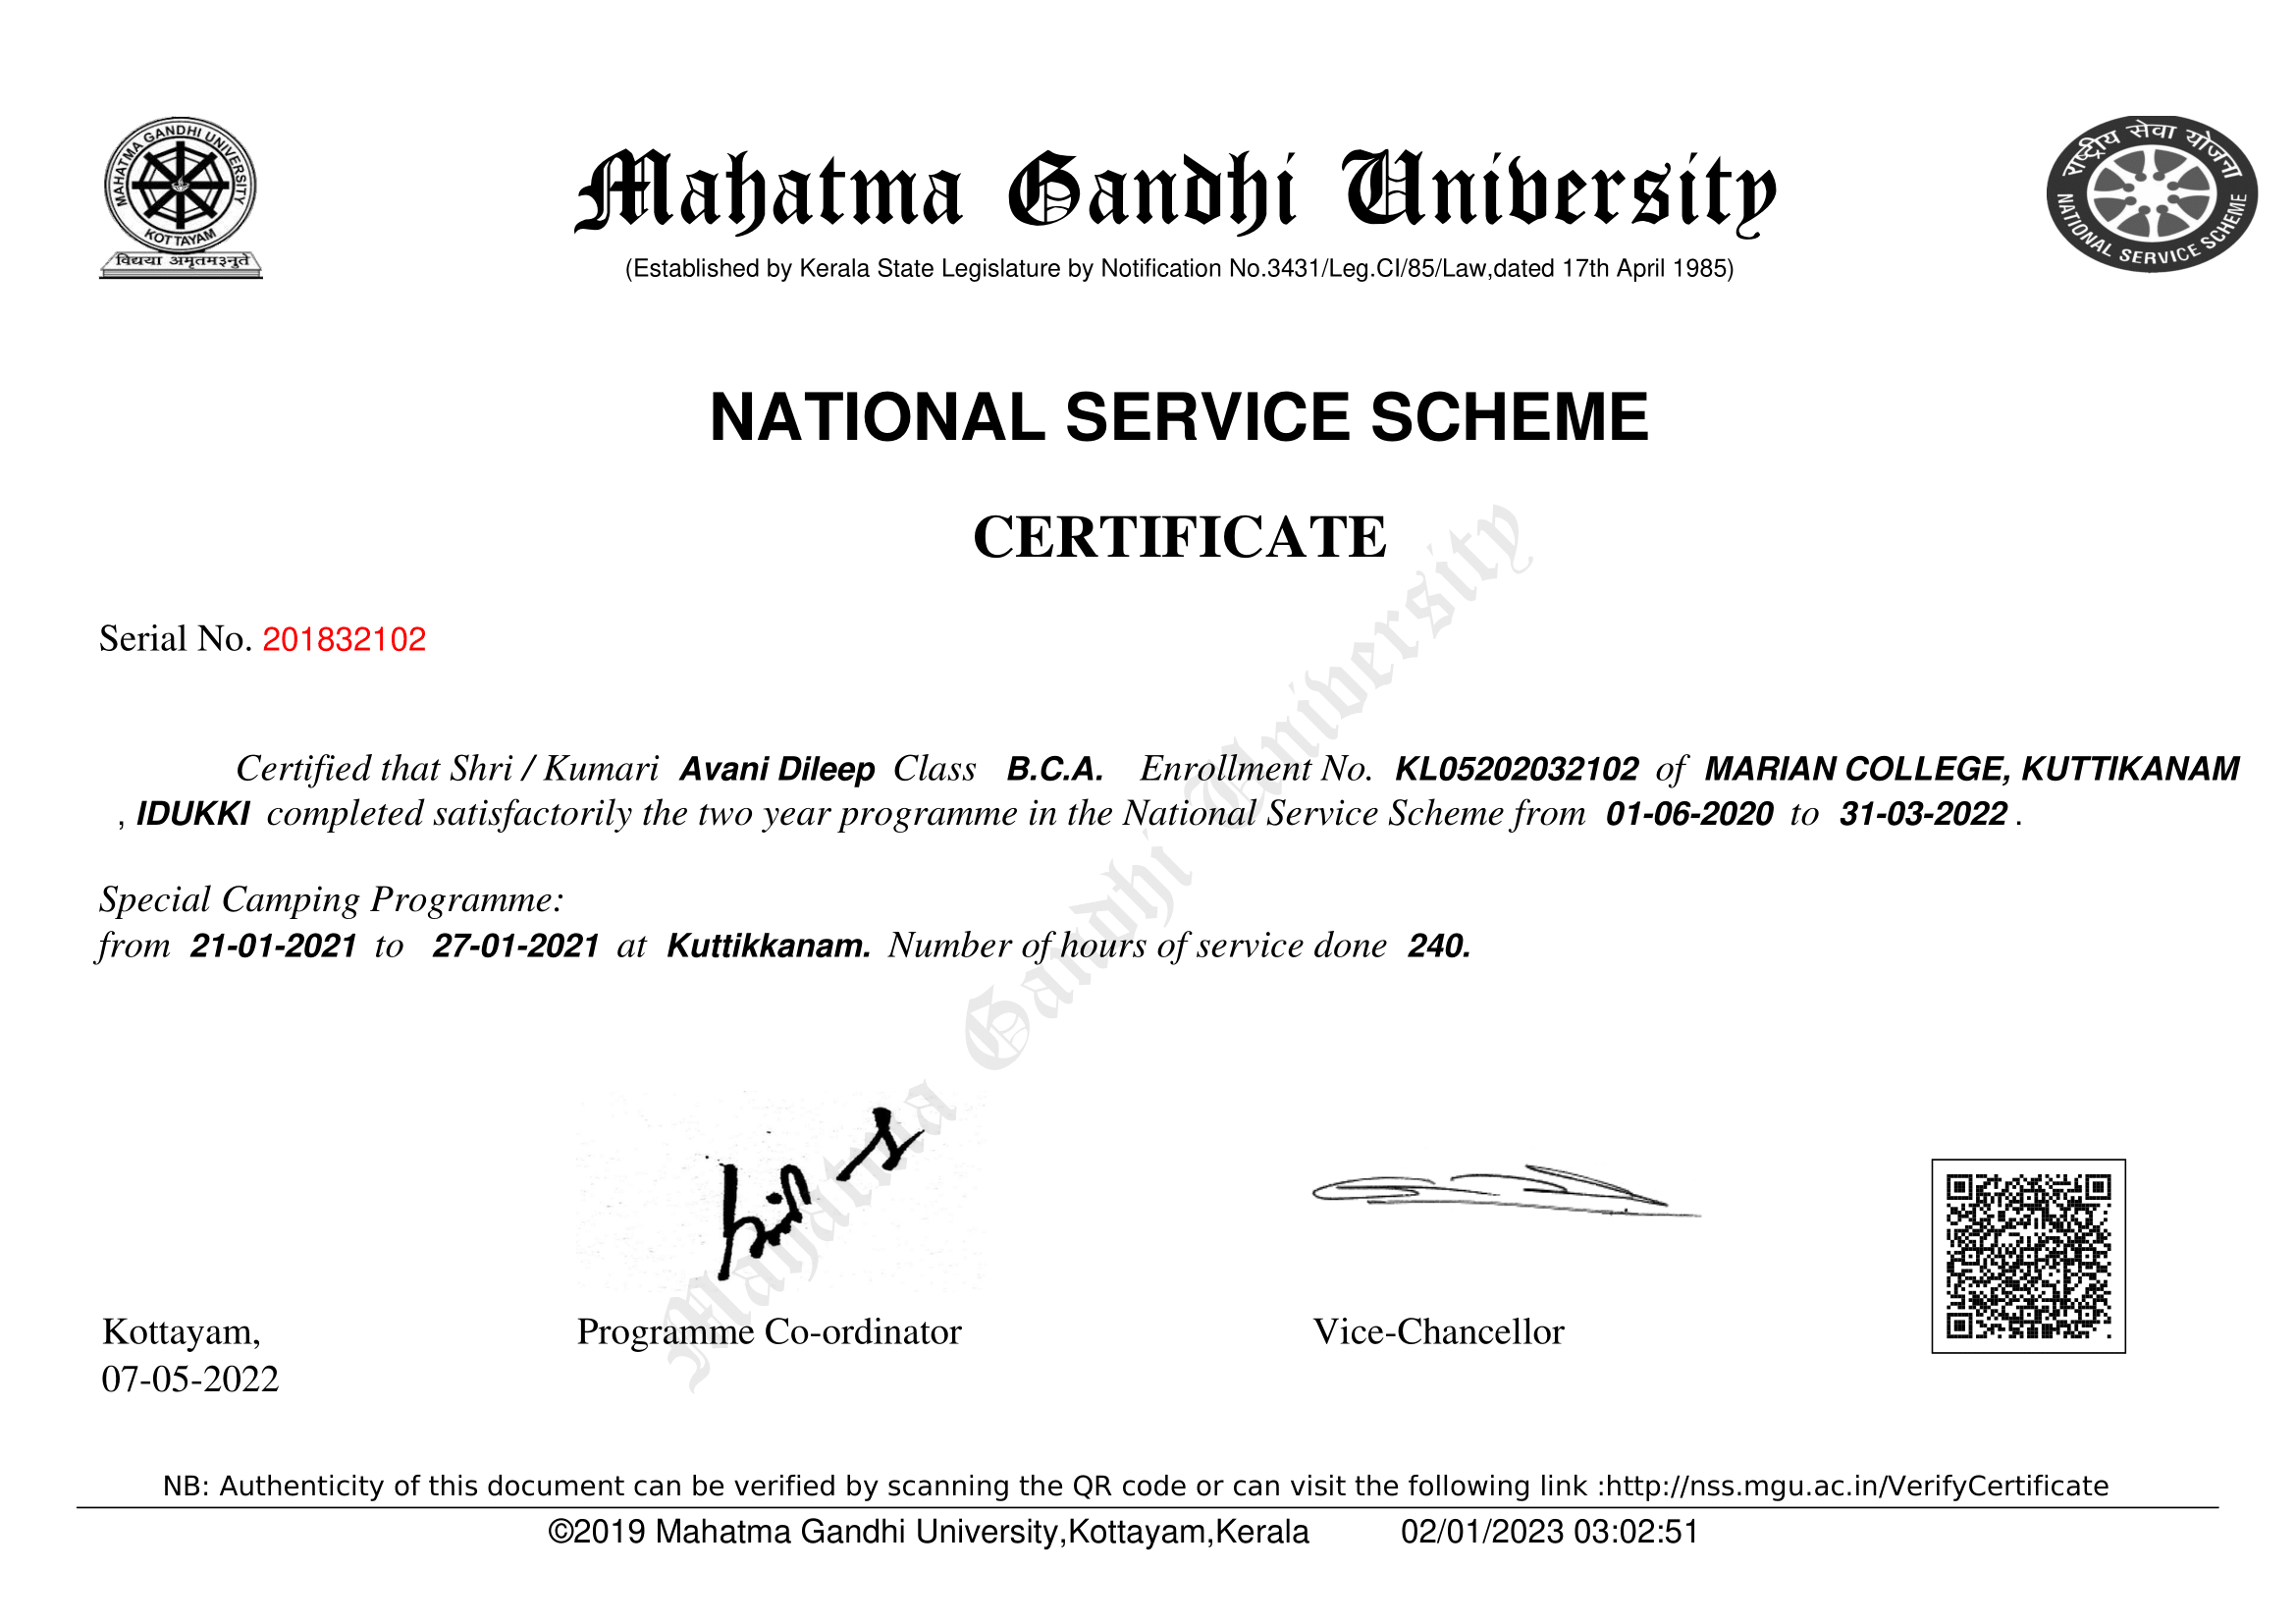 MAHATMA GANDHI UNIVERSITY
KOTTAYAM
विद्यया अमृतमश्नुते
Mahatma Gandhi University
(Established by Kerala State Legislature by Notification No.3431/Leg.CI/85/Law,dated 17th April 1985)
राष्ट्रीय सेवा योजना
NATIONAL SERVICE SCHEME
NATIONAL SERVICE SCHEME
CERTIFICATE
Serial No. 201832102
Certified that Shri / Kumari Avani Dileep Class B.C.A. Enrollment No. KL05202032102 of MARIAN COLLEGE, KUTTIKANAM
, IDUKKI completed satisfactorily the two year programme in the National Service Scheme from 01-06-2020 to 31-03-2022 .
Special Camping Programme:
from 21-01-2021 to 27-01-2021 at Kuttikkanam. Number of hours of service done 240.
Mahatma Gandhi University
Kottayam,
07-05-2022
Programme Co-ordinator
Vice-Chancellor
NB: Authenticity of this document can be verified by scanning the QR code or can visit the following link :http://nss.mgu.ac.in/VerifyCertificate
©2019 Mahatma Gandhi University,Kottayam,Kerala 02/01/2023 03:02:51